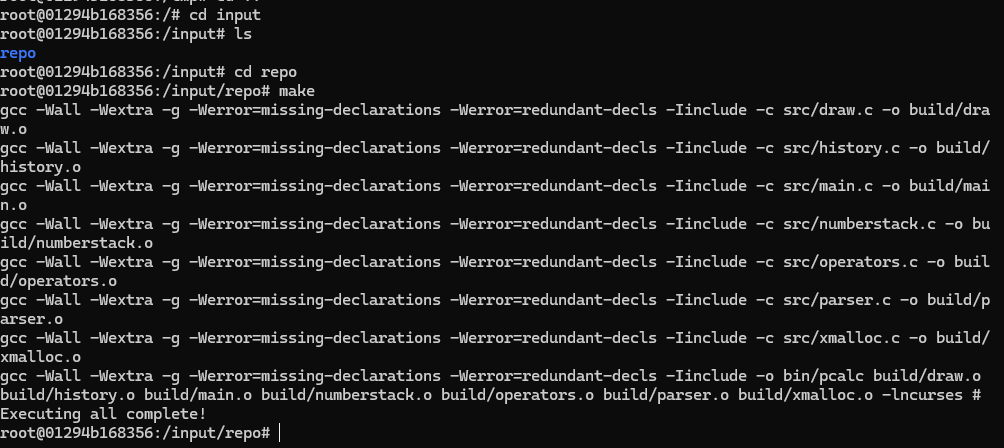 root@01294b168356:/# cd input
root@01294b168356:/input# ls
repo
root@01294b168356:/input# cd repo
root@01294b168356:/input/repo# make
gcc -Wall -Wextra -g -Werror=missing-declarations -Werror=redundant-decls -Iinclude -c src/draw.c -o build/dra
w.o
gcc -Wall -Wextra -g -Werror=missing-declarations -Werror=redundant-decls -Iinclude -c src/history.c -o build/
history.o
gcc -Wall -Wextra -g -Werror=missing-declarations -Werror=redundant-decls -Iinclude -c src/main.c -o build/mai
n.o
gcc -Wall -Wextra -g -Werror=missing-declarations -Werror=redundant-decls -Iinclude -c src/numberstack.c -o bu
ild/numberstack.o
gcc -Wall -Wextra -g -Werror=missing-declarations -Werror=redundant-decls -Iinclude -c src/operators.c -o buil
d/operators.o
gcc -Wall -Wextra -g -Werror=missing-declarations -Werror=redundant-decls -Iinclude -c src/parser.c -o build/p
arser.o
gcc -Wall -Wextra -g -Werror=missing-declarations -Werror=redundant-decls -Iinclude -c src/xmalloc.c -o build/
xmalloc.o
gcc -Wall -Wextra -g -Werror=missing-declarations -Werror=redundant-decls -Iinclude -o bin/pcalc build/draw.o
build/history.o build/main.o build/numberstack.o build/operators.o build/parser.o build/xmalloc.o -lncurses #
Executing all complete!
root@01294b168356:/input/repo#